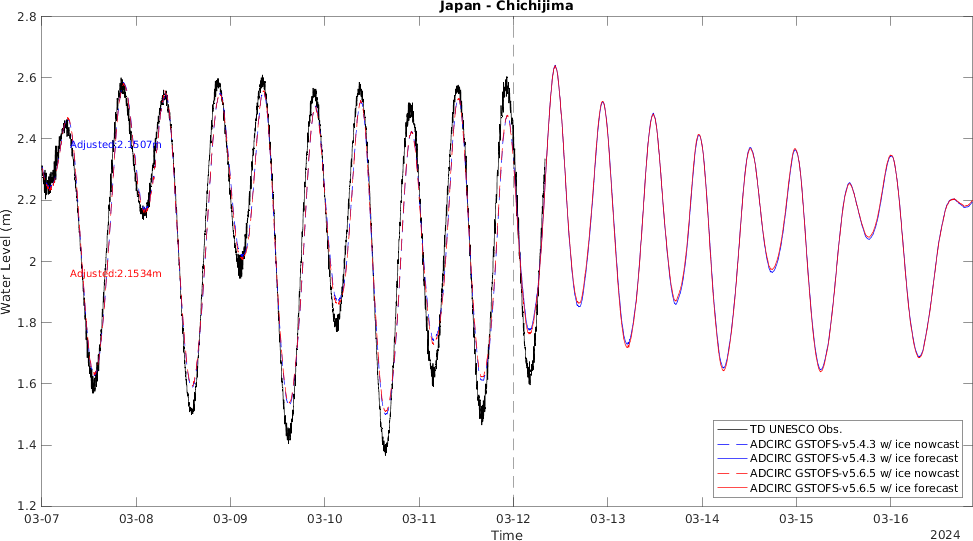 Japan - Chichijima
2.8
2.6
2.4
2.2
2
1.8
1.6
1.4
1.2
Water Level (m)
Adjusted:2.1507m
Adjusted:2.1534m
TD UNESCO Obs.
ADCIRC GSTOFS-v5.4.3 w/ ice nowcast
ADCIRC GSTOFS-v5.4.3 w/ ice forecast
ADCIRC GSTOFS-v5.6.5 w/ ice nowcast
ADCIRC GSTOFS-v5.6.5 w/ ice forecast
03-07 03-08 03-09 03-10 03-11 03-12 03-13 03-14 03-15 03-16
Time
2024